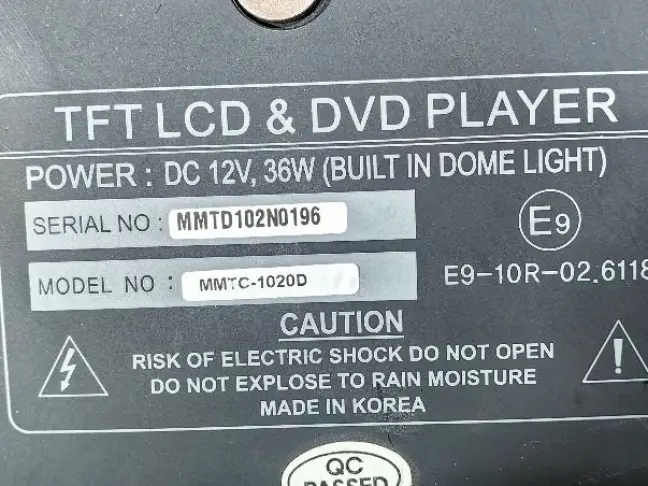 TFT LCD & DVD PLAYER
POWER : DC 12V, 36W (BUILT IN DOME LIGHT)
SERIAL NO : MMTD102N0196
E9
MODEL NO : MMTC-1020D
E9-10R-02.6118
CAUTION
RISK OF ELECTRIC SHOCK DO NOT OPEN
DO NOT EXPLOSE TO RAIN MOISTURE
MADE IN KOREA
QC
PASSED